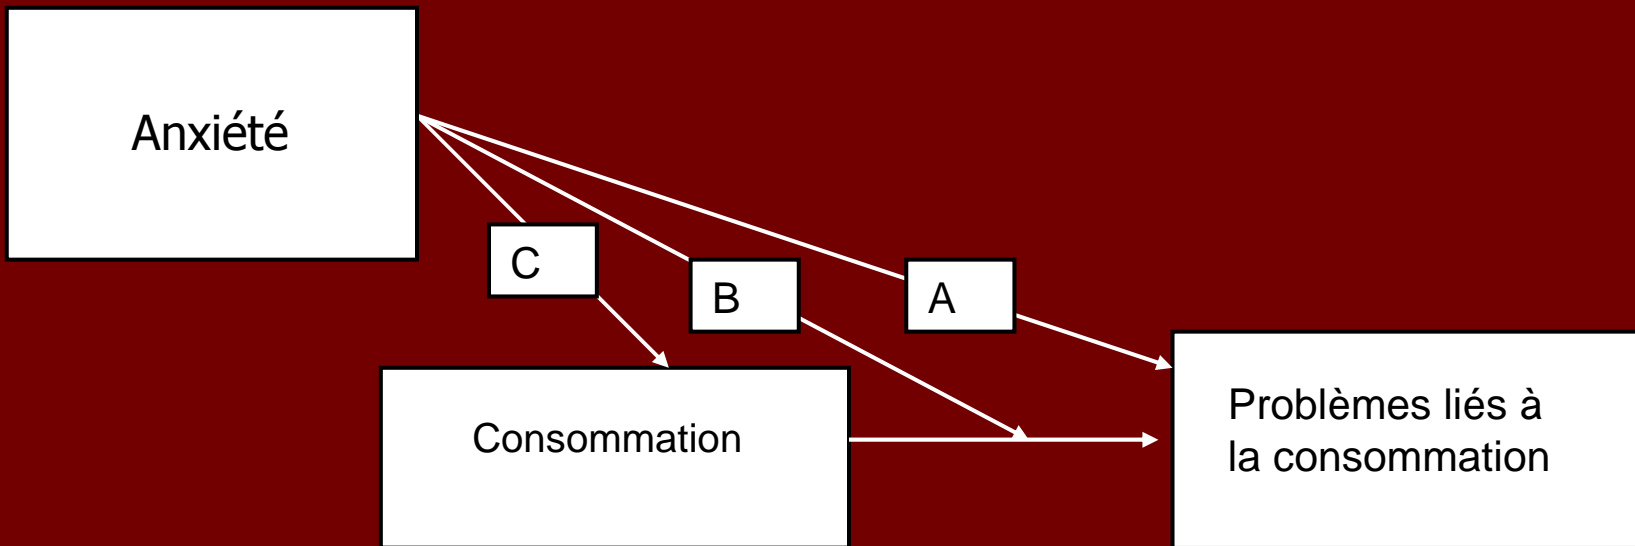 Anxiété
C
B
A
Consommation
Problèmes liés à
la consommation